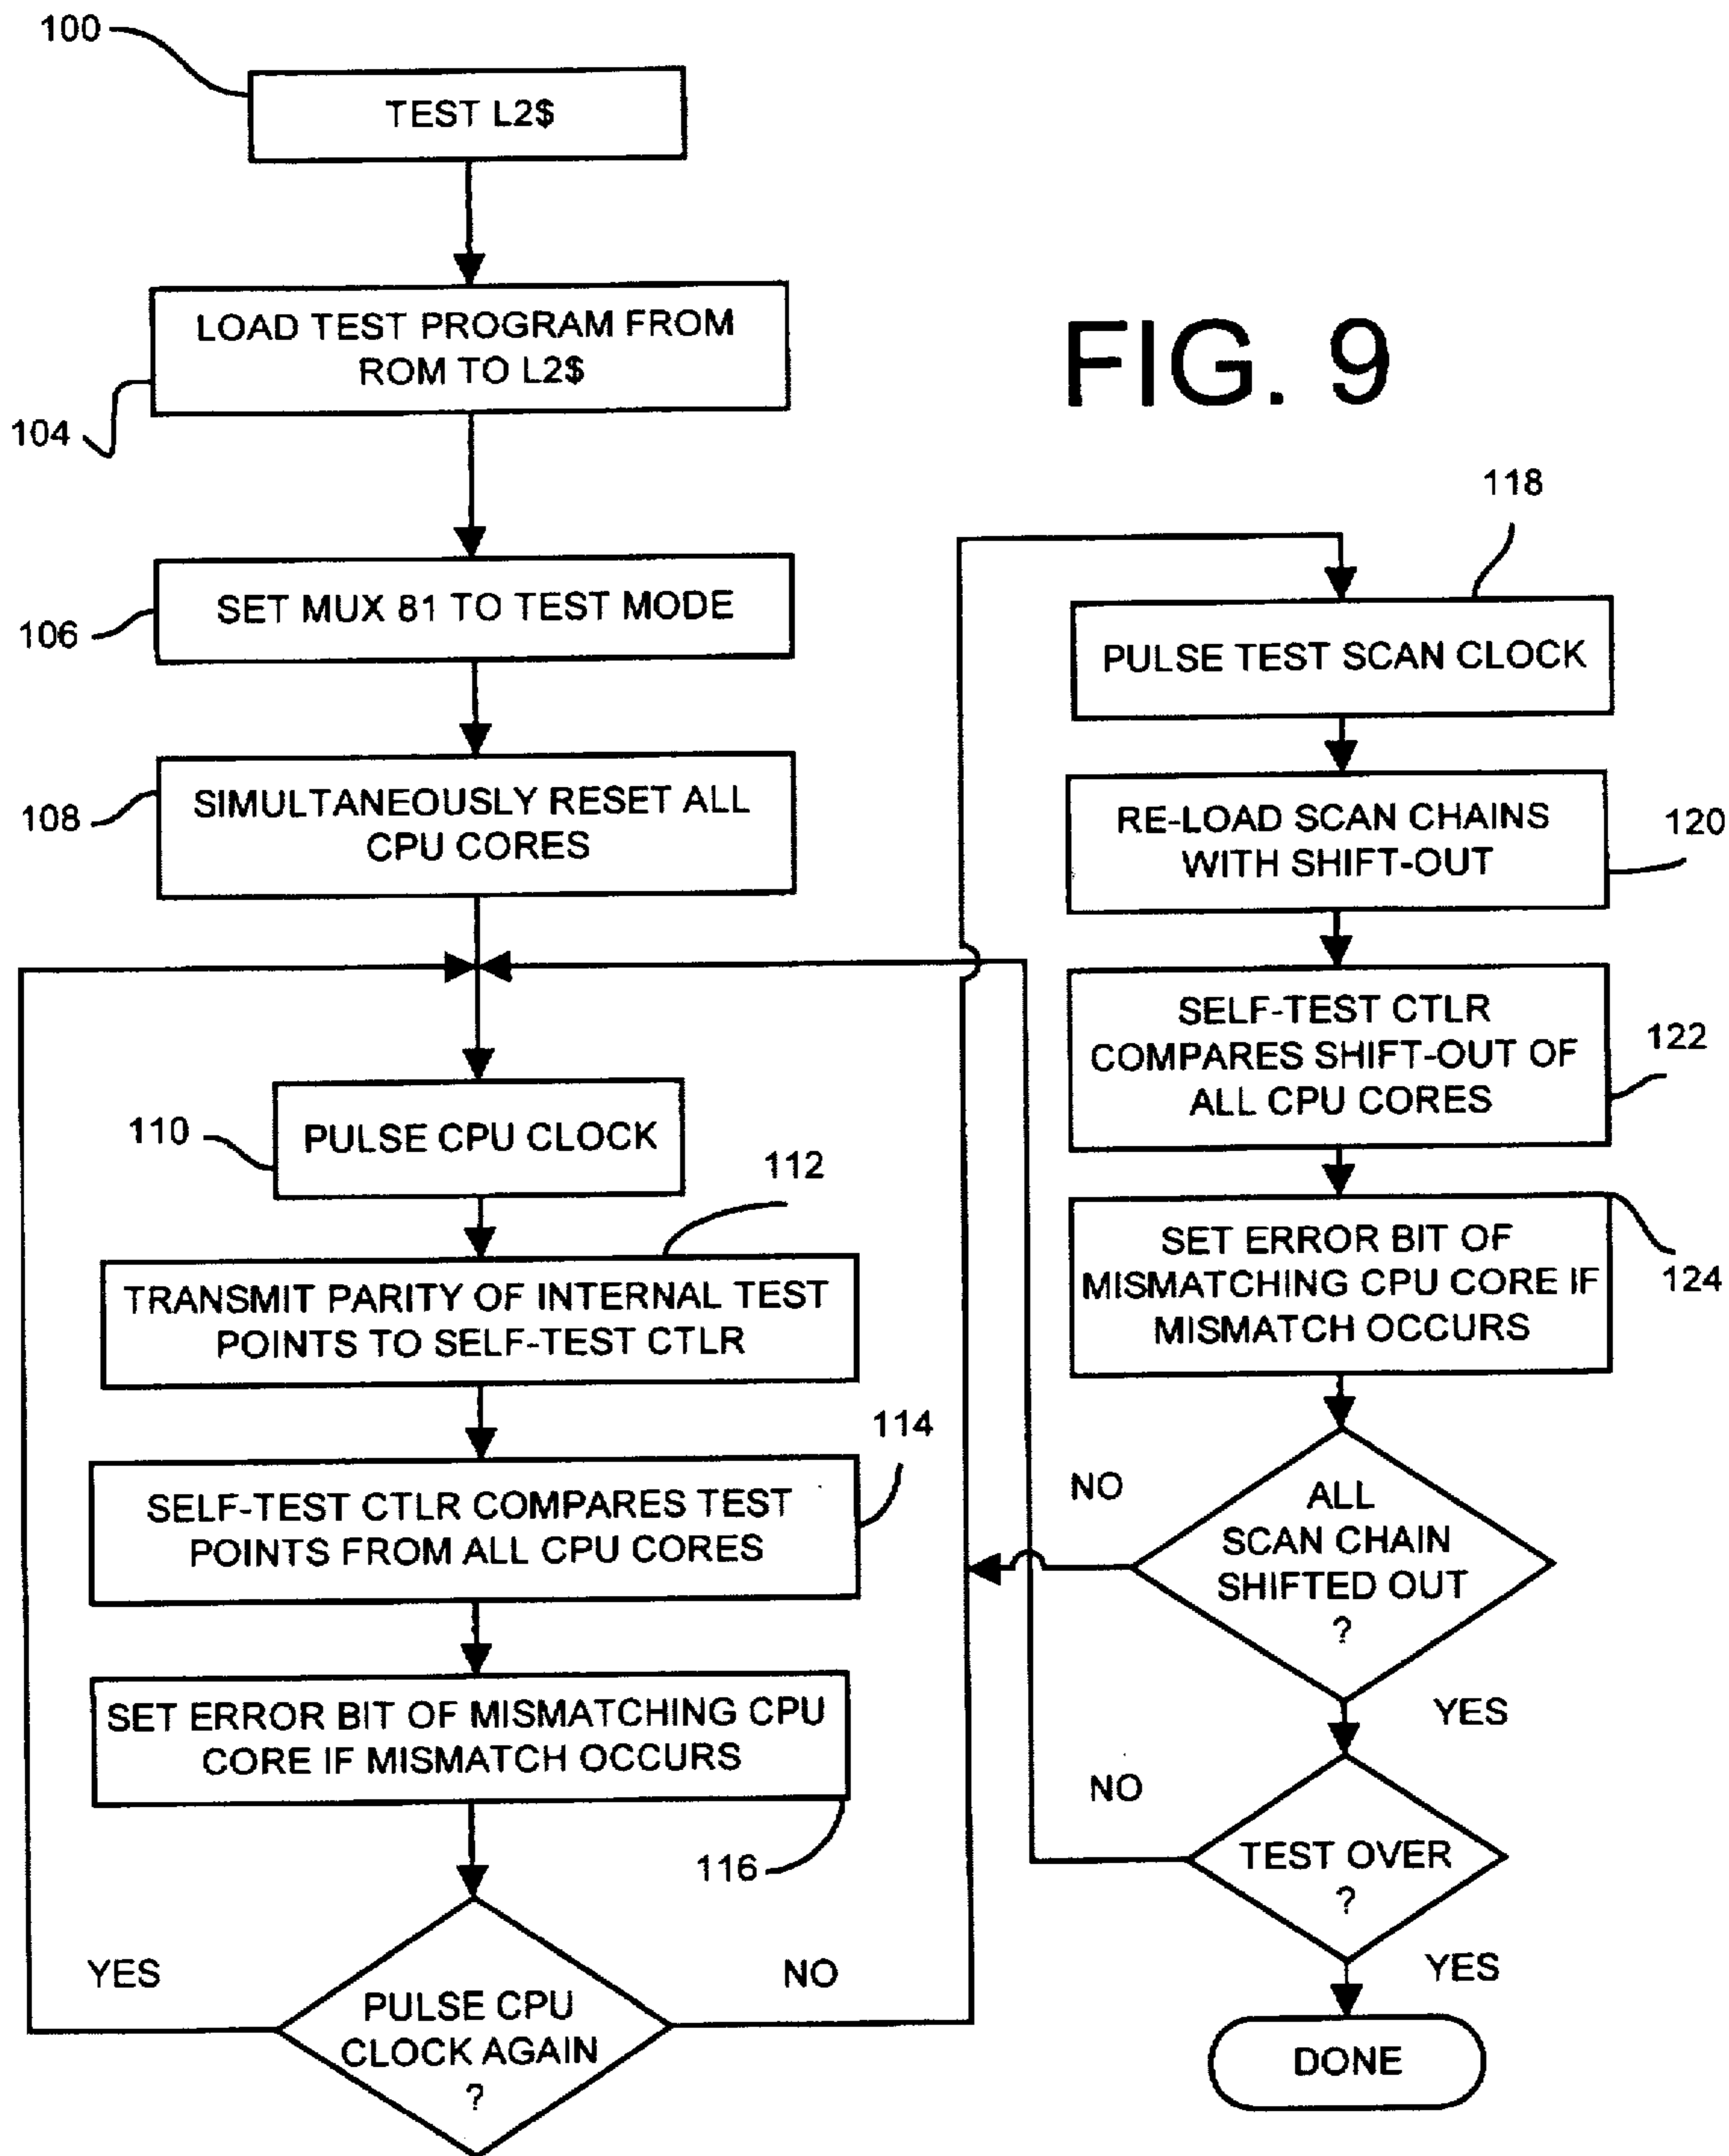 100
TEST L2$
LOAD TEST PROGRAM FROM
ROM TO L2$
104
FIG. 9
SET MUX 81 TO TEST MODE
106
SIMULTANEOUSLY RESET ALL
CPU CORES
108
PULSE CPU CLOCK
110
112
TRANSMIT PARITY OF INTERNAL TEST
POINTS TO SELF-TEST CTLR
114
SELF-TEST CTLR COMPARES TEST
POINTS FROM ALL CPU CORES
SET ERROR BIT OF MISMATCHING CPU
CORE IF MISMATCH OCCURS
116
YES
NO
PULSE CPU
CLOCK AGAIN
?
118
PULSE TEST SCAN CLOCK
RE-LOAD SCAN CHAINS
WITH SHIFT-OUT
120
SELF-TEST CTLR
COMPARES SHIFT-OUT OF
ALL CPU CORES
122
SET ERROR BIT OF
MISMATCHING CPU CORE IF
MISMATCH OCCURS
124
NO
ALL
SCAN CHAIN
SHIFTED OUT
?
YES
NO
TEST OVER
?
YES
DONE